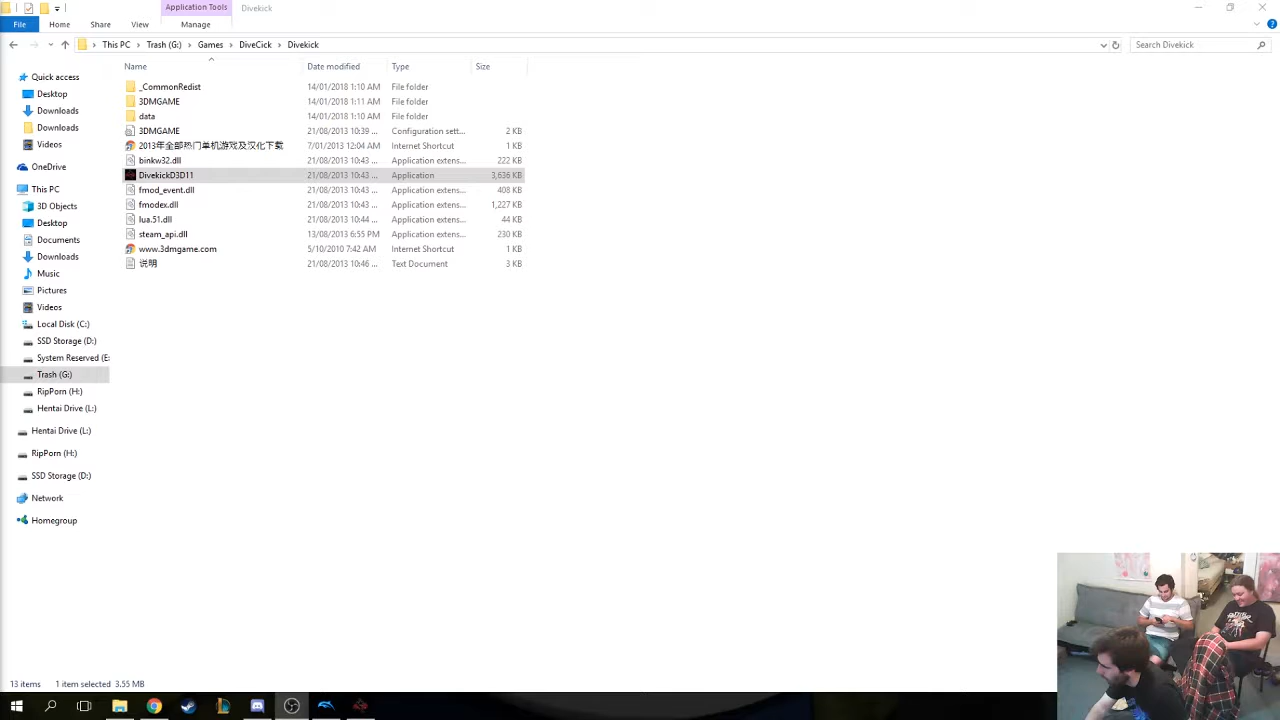 Application Tools Divekick
File Home Share View Manage
This PC Trash (G:) Games DiveCick Divekick Search Divekick
Name Date modified Type Size
Quick access
Desktop
Downloads
Downloads
Videos
OneDrive
This PC
3D Objects
Desktop
Documents
Downloads
Music
Pictures
Videos
Local Disk (C:)
SSD Storage (D:)
System Reserved (E:
Trash (G:)
RipPorn (H:)
Hentai Drive (L:)
Hentai Drive (L:)
RipPorn (H:)
SSD Storage (D:)
Network
Homegroup
_CommonRedist 14/01/2018 1:10 AM File folder
3DMGAME 14/01/2018 1:11 AM File folder
data 14/01/2018 1:10 AM File folder
3DMGAME 21/08/2013 10:39 ... Configuration sett... 2 KB
2013年全部热门单机游戏及汉化下载 7/01/2013 12:04 AM Internet Shortcut 1 KB
binkw32.dll 21/08/2013 10:43 ... Application extens... 222 KB
DivekickD3D11 21/08/2013 10:43 ... Application 3,636 KB
fmod_event.dll 21/08/2013 10:43 ... Application extens... 408 KB
fmodex.dll 21/08/2013 10:43 ... Application extens... 1,227 KB
lua.51.dll 21/08/2013 10:44 ... Application extens... 44 KB
steam_api.dll 13/08/2013 6:55 PM Application extens... 230 KB
www.3dmgame.com 5/10/2010 7:42 AM Internet Shortcut 1 KB
说明 21/08/2013 10:46 ... Text Document 3 KB
13 items 1 item selected 3.55 MB